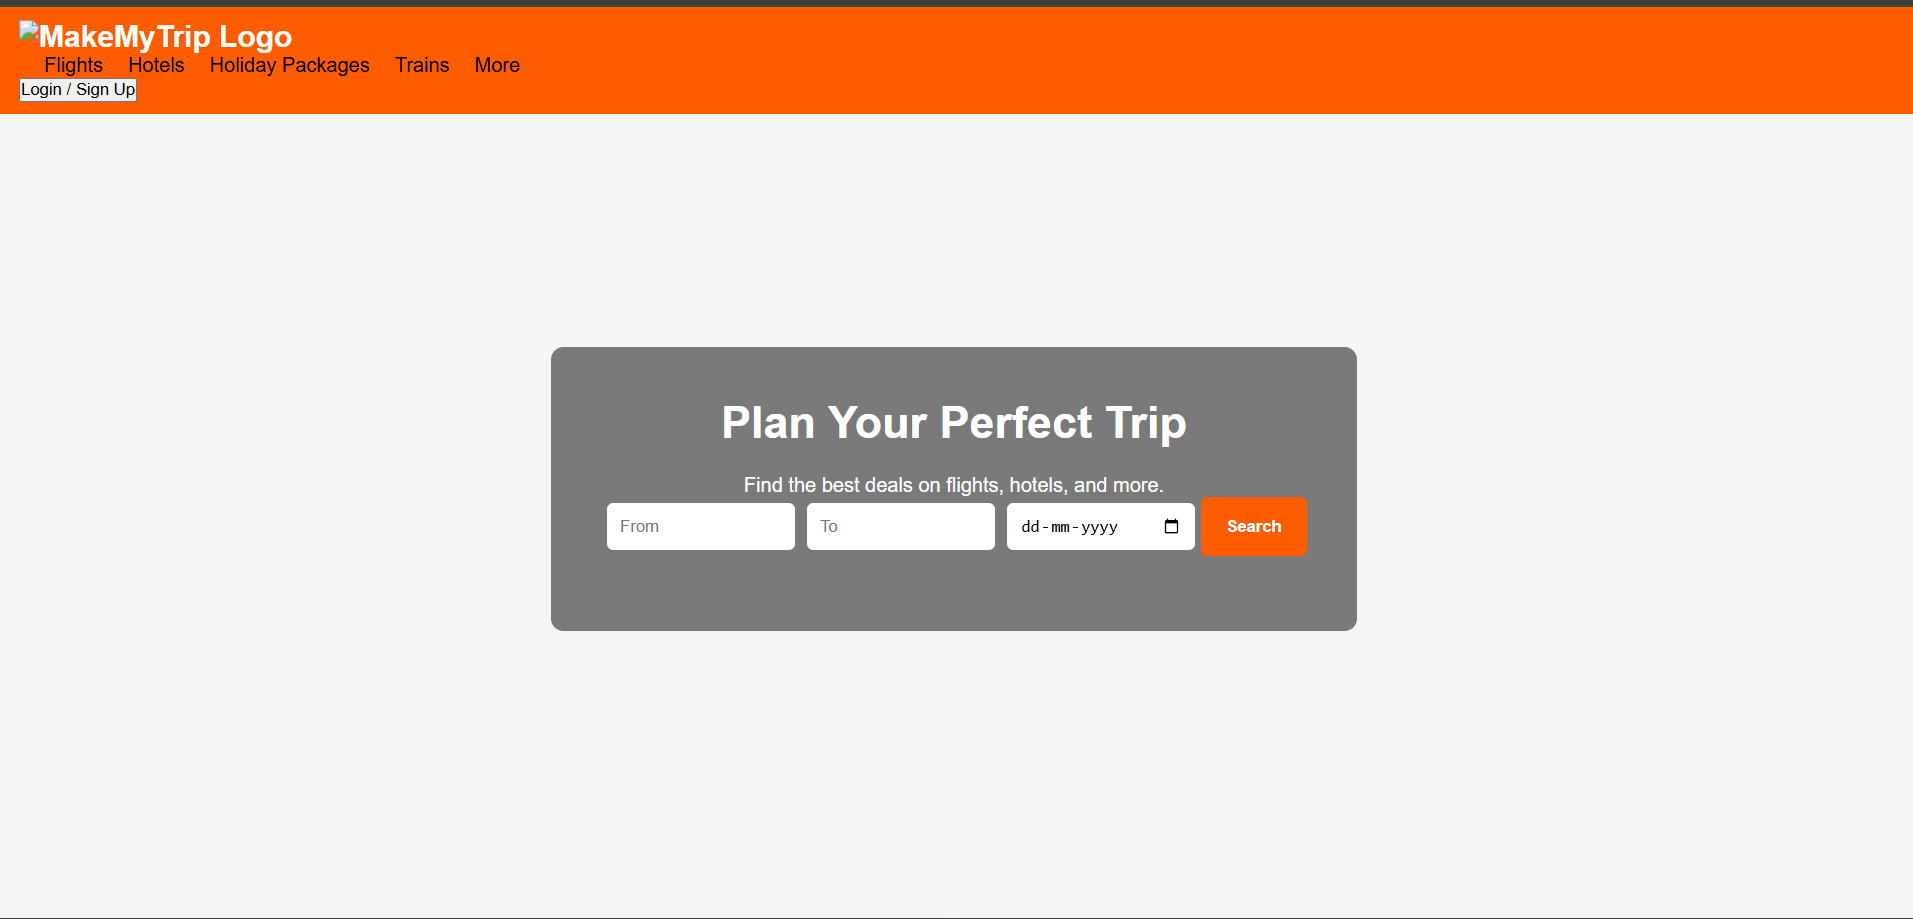 MakeMyTrip Logo
Flights Hotels Holiday Packages Trains More
Login / Sign Up
Plan Your Perfect Trip
Find the best deals on flights, hotels, and more.
From To dd-mm-yyyy Search